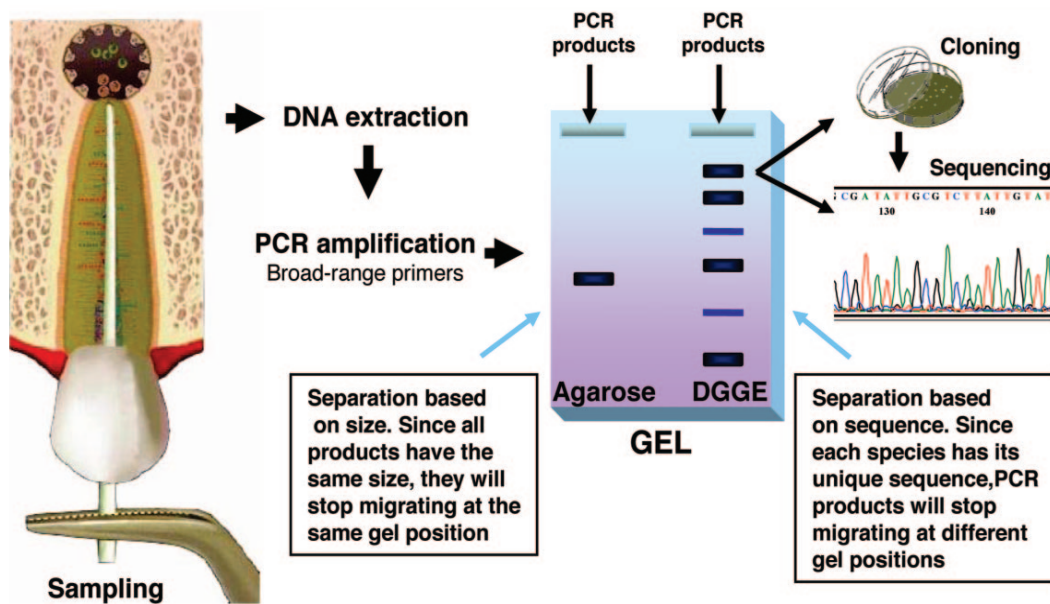 PCR
products
PCR
products
Cloning
DNA extraction
Sequencing
GCGATATTGCGTCTTATTGTAT
130 140
PCR amplification
Broad-range primers
Agarose DGGE
GEL
Separation based
on size. Since all
products have the
same size, they will
stop migrating at the
same gel position
Separation based
on sequence. Since
each species has its
unique sequence,PCR
products will stop
migrating at different
gel positions
Sampling